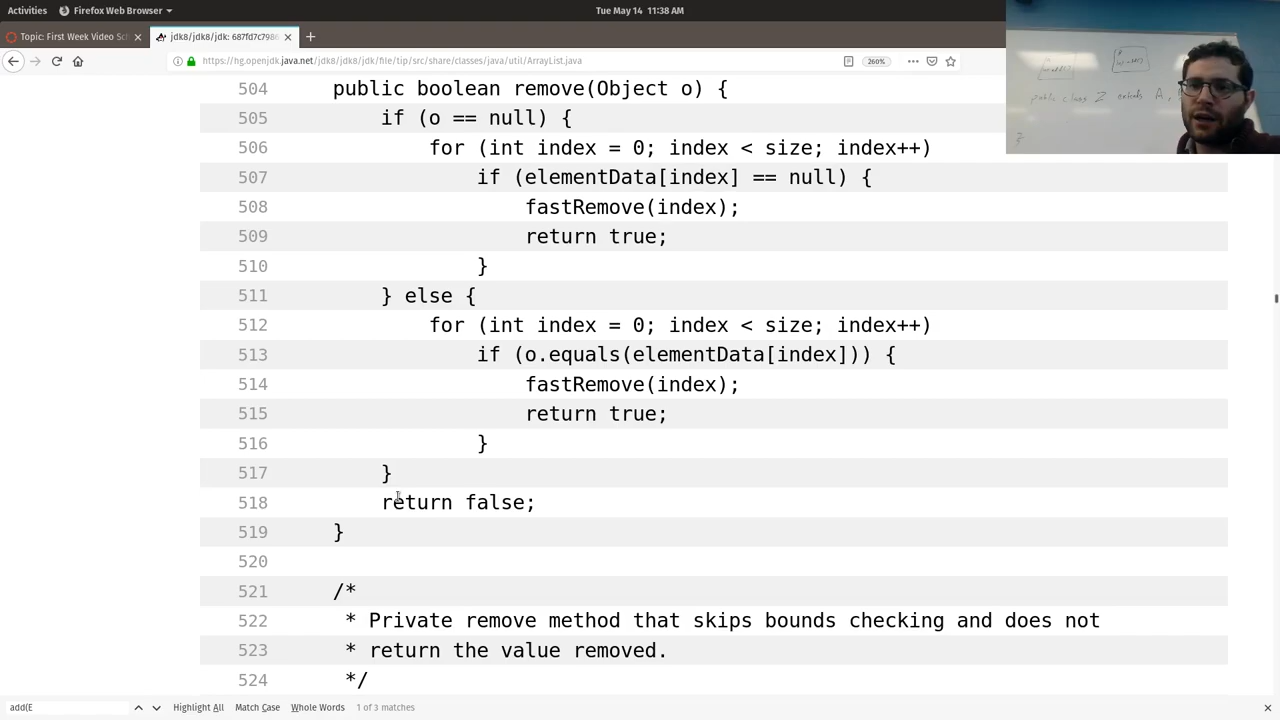 Activities Firefox Web Browser Tue May 14 11:38 AM
Topic: First Week Video Sc jdk8/jdk8/jdk: 687fd7c7986
https://hg.openjdk.java.net/jdk8/jdk8/jdk/file/tip/src/share/classes/java/util/ArrayList.java 260%
504 public boolean remove(Object o) {
505 if (o == null) {
506 for (int index = 0; index < size; index++)
507 if (elementData[index] == null) {
508 fastRemove(index);
509 return true;
510 }
511 } else {
512 for (int index = 0; index < size; index++)
513 if (o.equals(elementData[index])) {
514 fastRemove(index);
515 return true;
516 }
517 }
518 return false;
519 }
520
521 /*
522 * Private remove method that skips bounds checking and does not
523 * return the value removed.
524 */
add(E Highlight All Match Case Whole Words 1 of 3 matches
public class Z extends A,